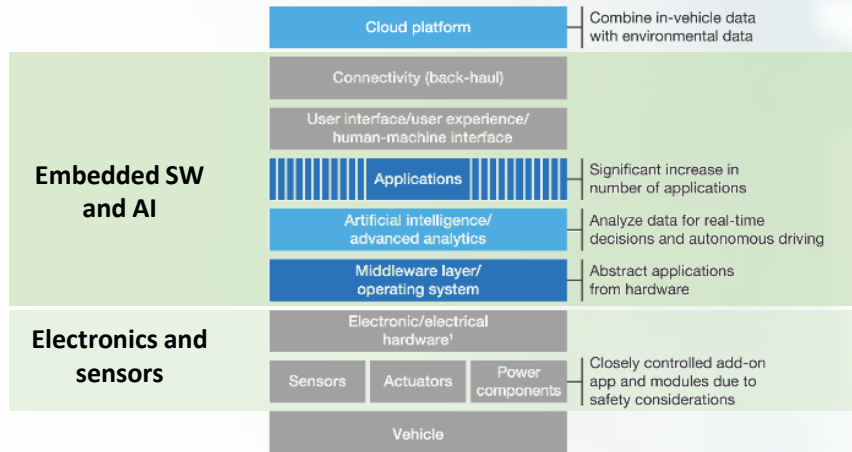 Cloud platform
Combine in-vehicle data
with environmental data
Connectivity (back-haul)
User interface/user experience/
human-machine interface
Embedded SW
and AI
Applications
Significant increase in
number of applications
Artificial intelligence/
advanced analytics
Analyze data for real-time
decisions and autonomous driving
Middleware layer/
operating system
Abstract applications
from hardware
Electronics and
sensors
Electronic/electrical
hardware¹
Sensors
Actuators
Power
components
Closely controlled add-on
app and modules due to
safety considerations
Vehicle